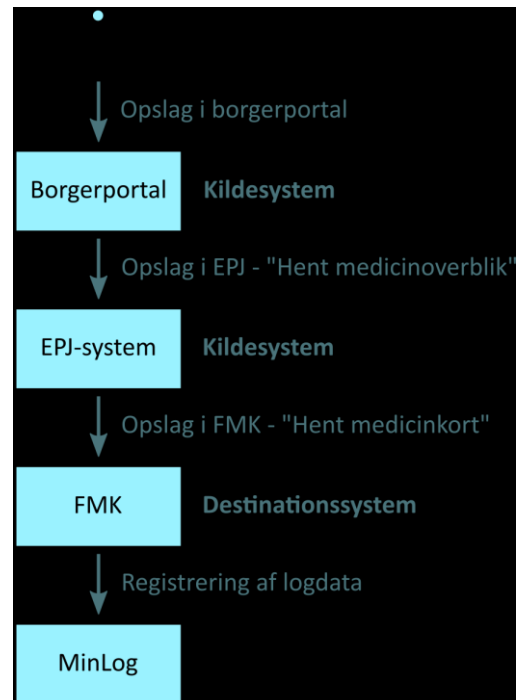 Opslag i borgerportal
Borgerportal Kildesystem
Opslag i EPJ - "Hent medicinoverblik"
EPJ-system Kildesystem
Opslag i FMK - "Hent medicinkort"
FMK Destinationssystem
Registrering af logdata
MinLog